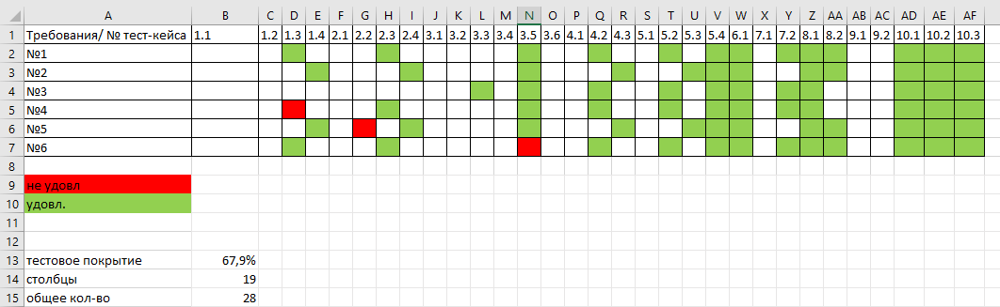 A B C D E F G H I J K L M N O P Q R S T U V W X Y Z AA AB AC AD AE AF
1 Требования/ № тест-кейса 1.1 1.2 1.3 1.4 2.1 2.2 2.3 2.4 3.1 3.2 3.3 3.4 3.5 3.6 4.1 4.2 4.3 5.1 5.2 5.3 5.4 6.1 7.1 7.2 8.1 8.2 9.1 9.2 10.1 10.2 10.3
2 №1
3 №2
4 №3
5 №4
6 №5
7 №6
8
9 не удовл
10 удовл.
11
12
13 тестовое покрытие 67,9%
14 столбцы 19
15 общее кол-во 28